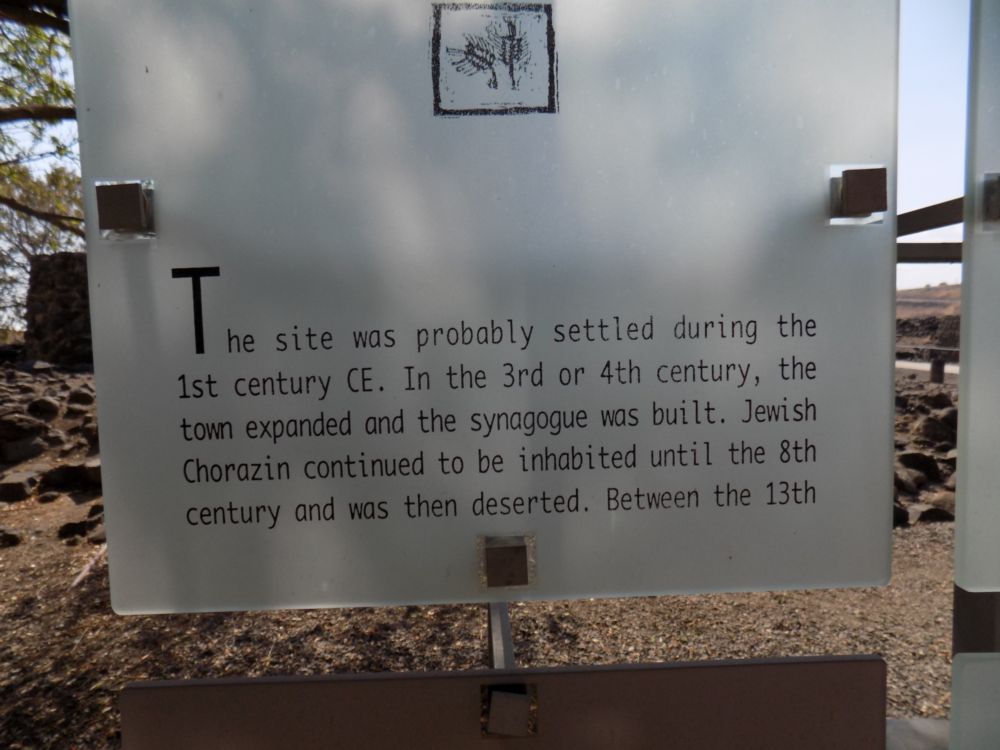 The site was probably settled during the
1st century CE. In the 3rd or 4th century, the
town expanded and the synagogue was built. Jewish
Chorazin continued to be inhabited until the 8th
century and was then deserted. Between the 13th